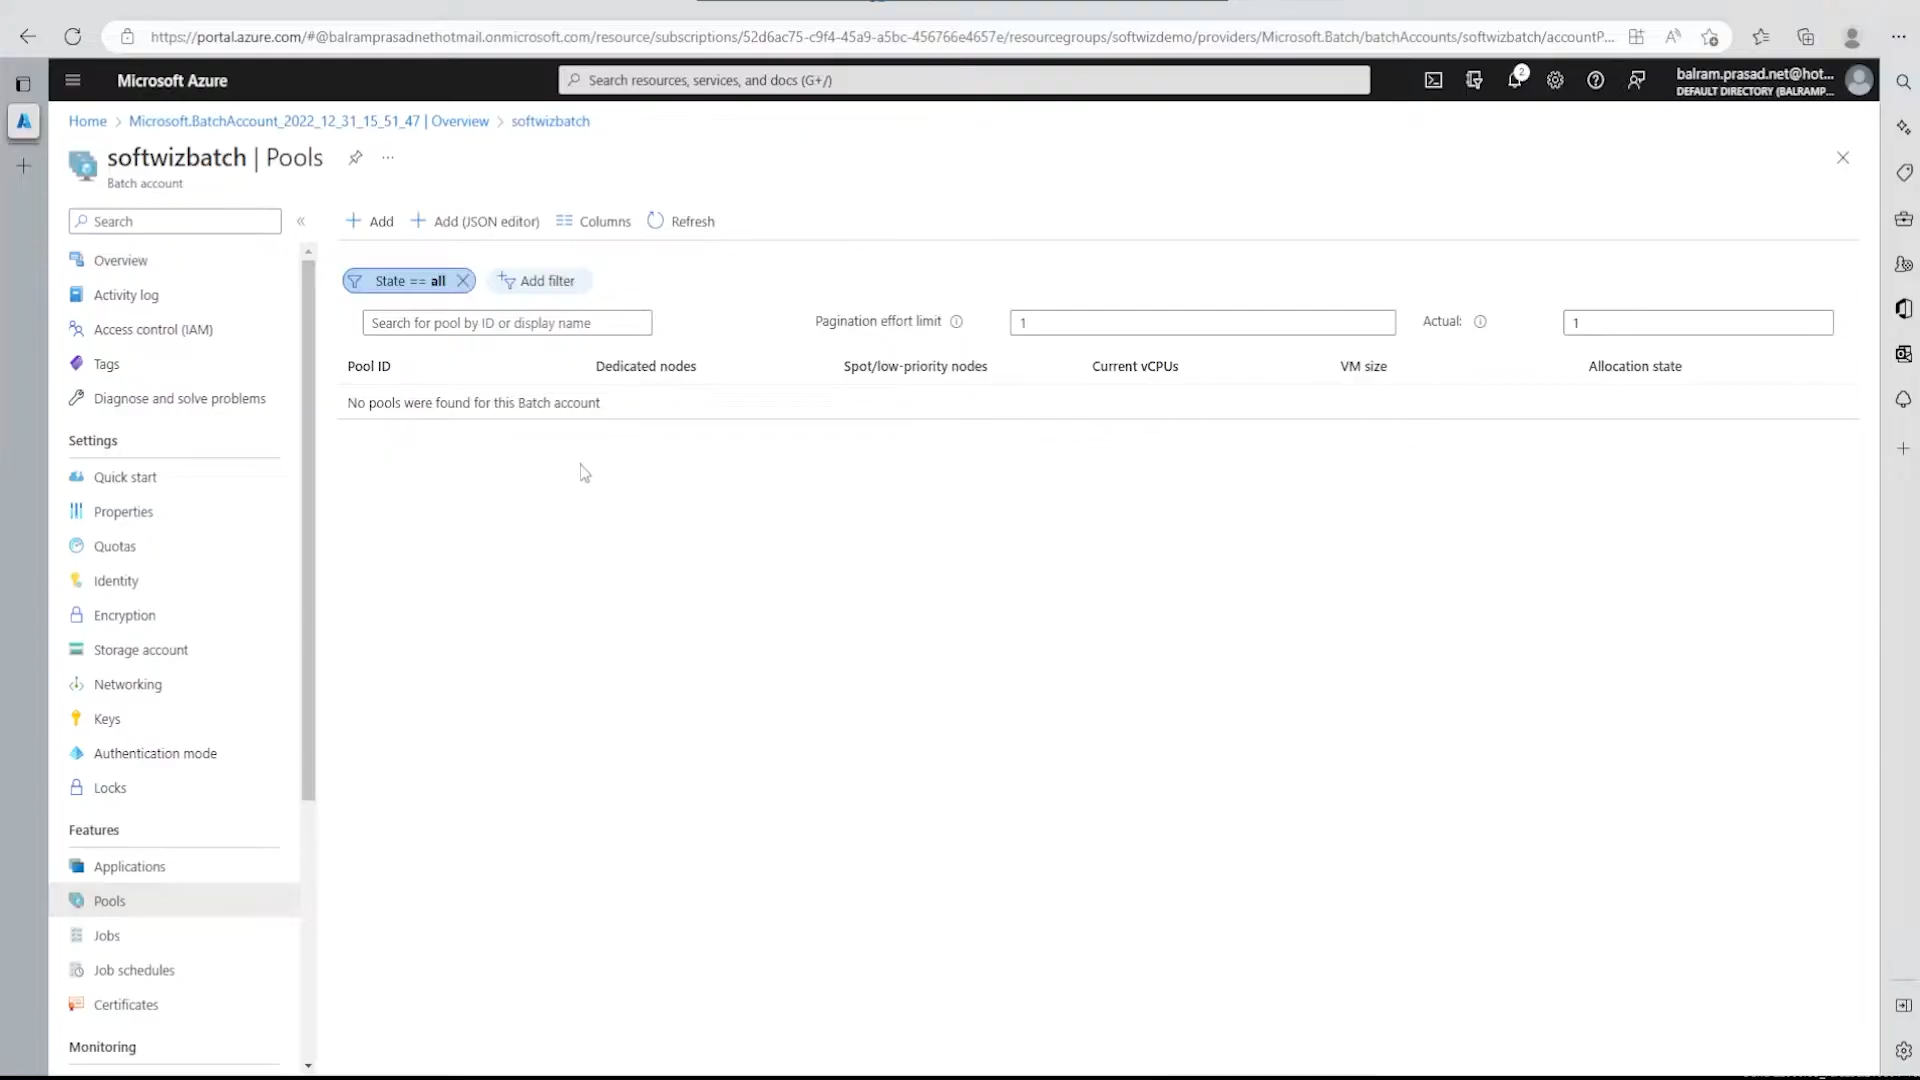 https://portal.azure.com/#@balramprasadnethotmail.onmicrosoft.com/resource/subscriptions/52d6ac75-c9f4-45a9-a5bc-456766e4657e/resourcegroups/softwizdemo/providers/Microsoft.Batch/batchAccounts/softwizbatch/accountP...
Microsoft Azure
Search resources, services, and docs (G+/)
2
balram.prasad.net@hot...
DEFAULT DIRECTORY (BALRAMP...
Home > Microsoft.BatchAccount_2022_12_31_15_51_47 | Overview > softwizbatch
softwizbatch | Pools
Batch account
Search
Add
Add (JSON editor)
Columns
Refresh
Overview
Activity log
Access control (IAM)
Tags
Diagnose and solve problems
Settings
Quick start
Properties
Quotas
Identity
Encryption
Storage account
Networking
Keys
Authentication mode
Locks
Features
Applications
Pools
Jobs
Job schedules
Certificates
Monitoring
State == all
Add filter
Search for pool by ID or display name
Pagination effort limit
1
Actual:
1
Pool ID
Dedicated nodes
Spot/low-priority nodes
Current vCPUs
VM size
Allocation state
No pools were found for this Batch account